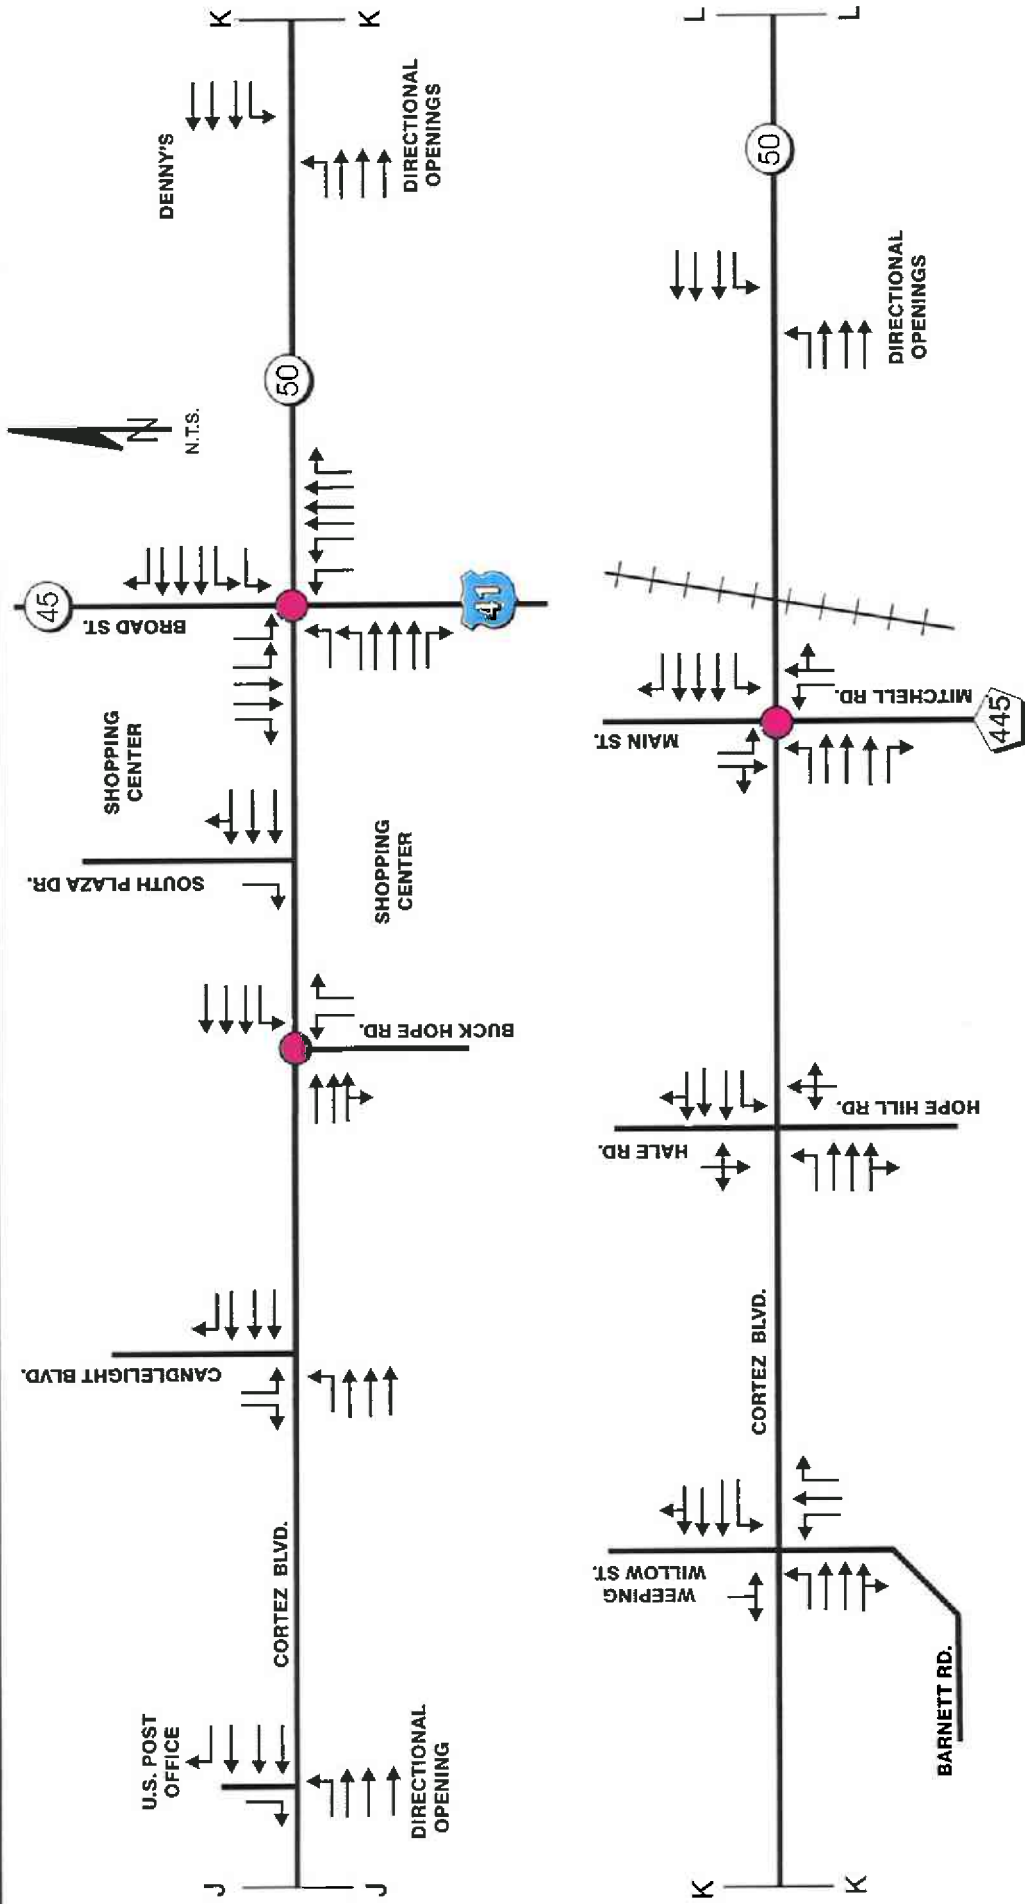 J
J
U.S. POST
OFFICE
DIRECTIONAL
OPENING
CORTEZ BLVD.
CANDLELIGHT BLVD.
BUCK HOPE RD.
SHOPPING
CENTER
SOUTH PLAZA DR.
SHOPPING
CENTER
BROAD ST.
45
41
N
N.T.S.
50
DENNY'S
DIRECTIONAL
OPENINGS
K
K
K
K
BARNETT RD.
WEEPING
WILLOW ST.
CORTEZ BLVD.
HALE RD.
HOPE HILL RD.
MAIN ST.
MITCHELL RD.
445
DIRECTIONAL
OPENINGS
50
L
L